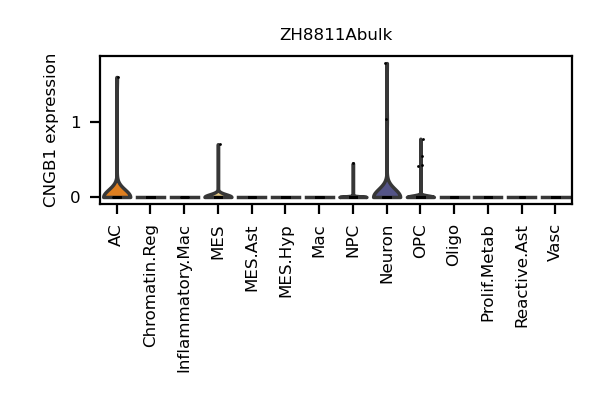 ZH8811Abulk
CNGB1 expression
1
0
AC
Chromatin.Reg
Inflammatory.Mac
MES
MES.Ast
MES.Hyp
Mac
NPC
Neuron
OPC
Oligo
Prolif.Metab
Reactive.Ast
Vasc